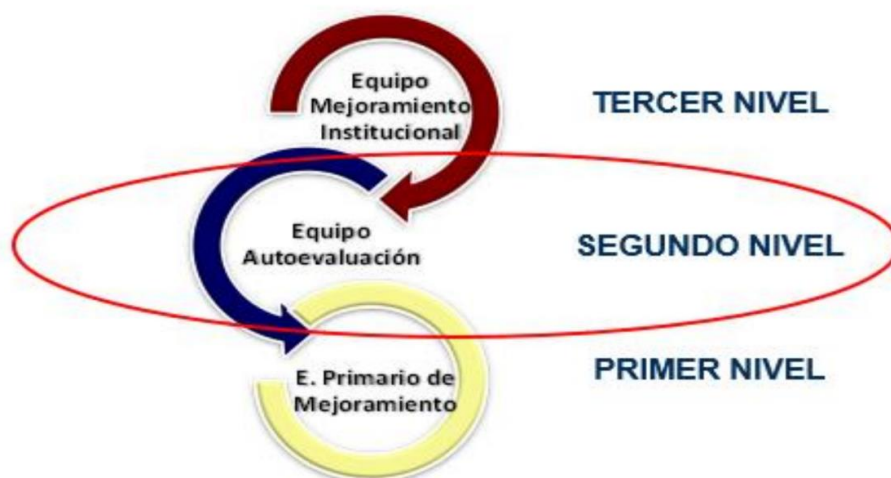 Equipo
Mejoramiento
Institucional
TERCER NIVEL
Equipo
Autoevaluación
SEGUNDO NIVEL
E. Primario de
Mejoramiento
PRIMER NIVEL